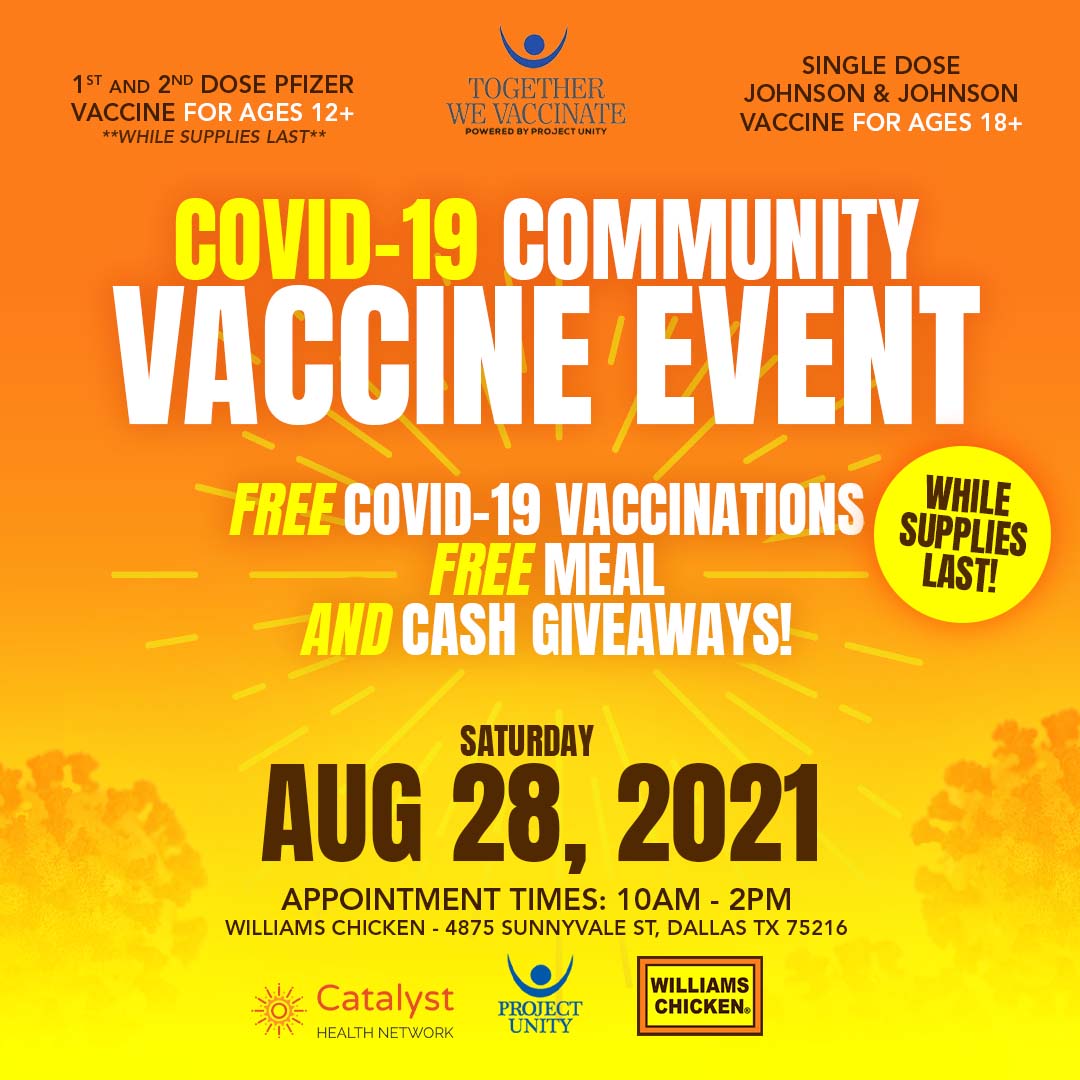 1ST AND 2ND DOSE PFIZER
VACCINE FOR AGES 12+
**WHILE SUPPLIES LAST**
TOGETHER
WE VACCINATE
POWERED BY PROJECT UNITY
SINGLE DOSE
JOHNSON & JOHNSON
VACCINE FOR AGES 18+
COVID-19 COMMUNITY
VACCINE EVENT
FREE COVID-19 VACCINATIONS
FREE MEAL
AND CASH GIVEAWAYS!
WHILE
SUPPLIES
LAST!
SATURDAY
AUG 28, 2021
APPOINTMENT TIMES: 10AM - 2PM
WILLIAMS CHICKEN - 4875 SUNNYVALE ST, DALLAS TX 75216
Catalyst
HEALTH NETWORK
PROJECT
UNITY
WILLIAMS
CHICKEN®